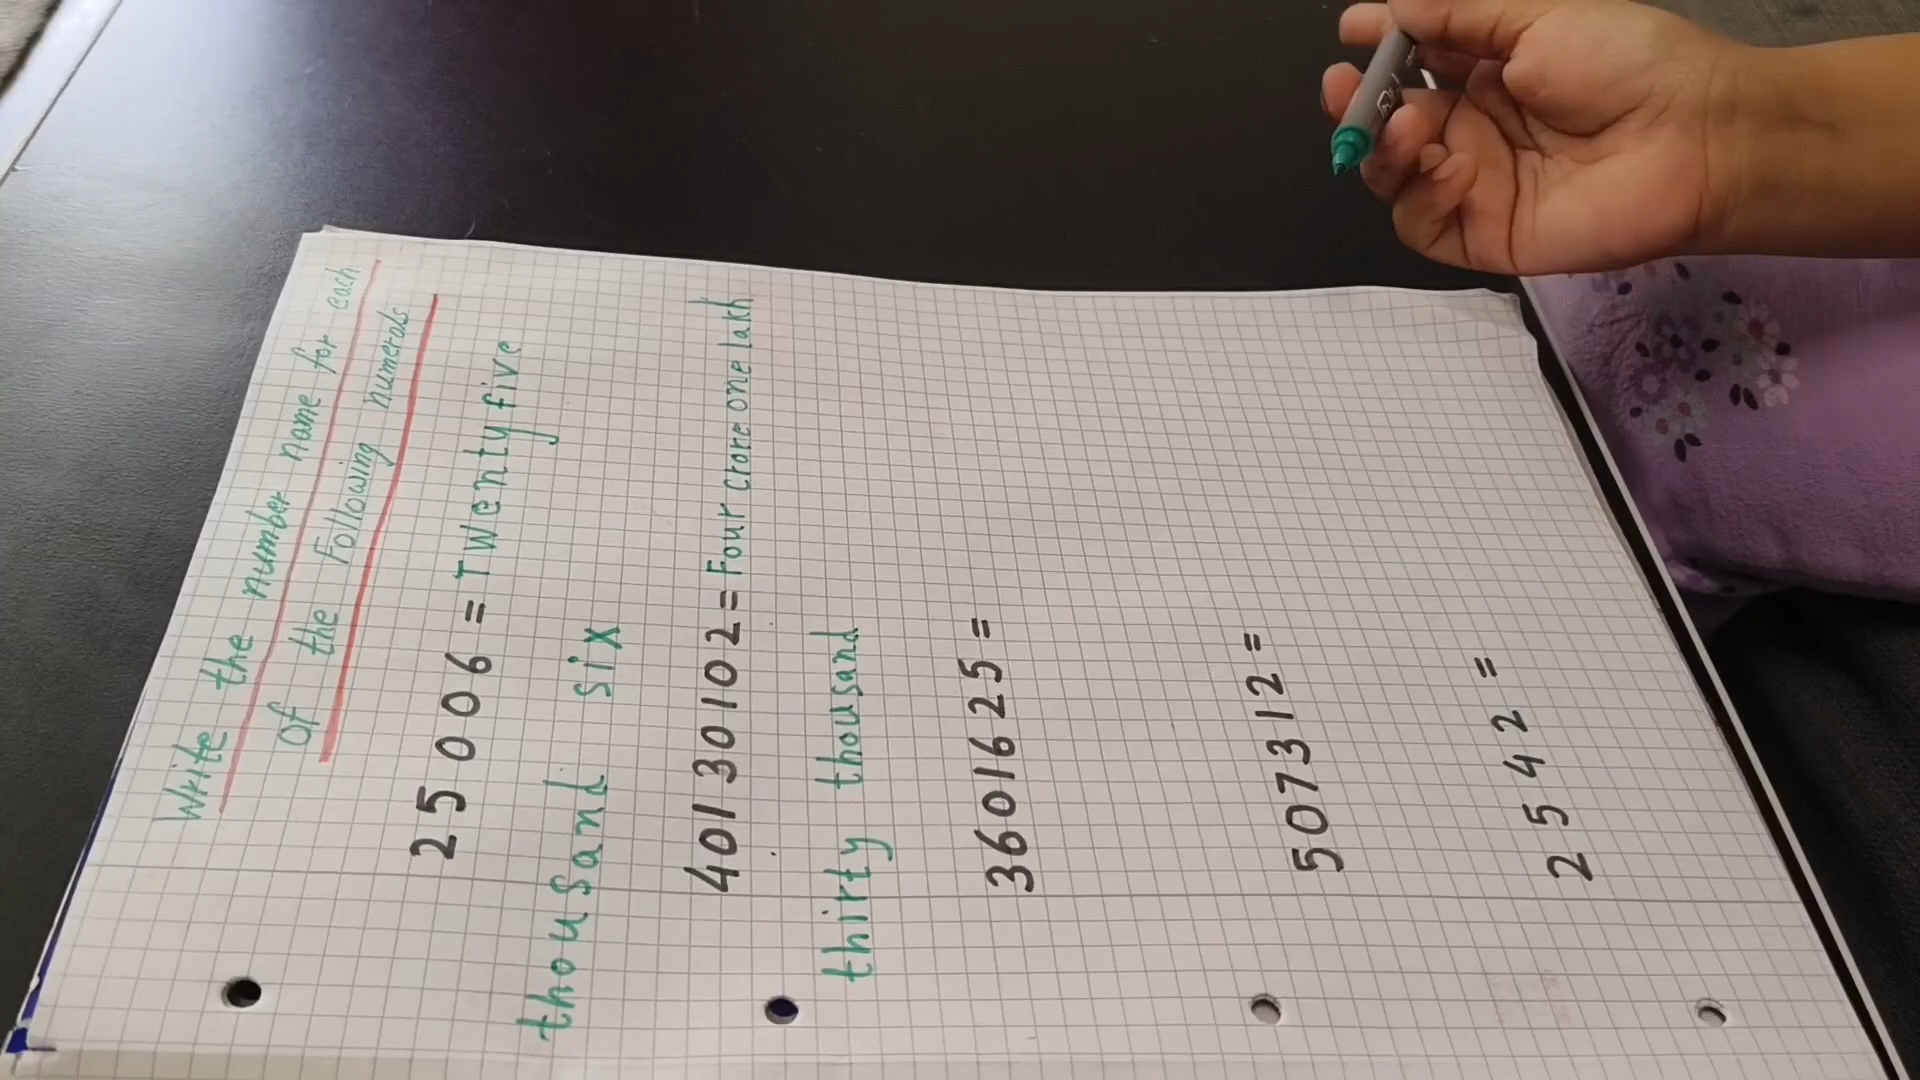 Write the number name for each
of the Following numerals
25006 = Twenty five
thousand six
40130102 = Four crore one lakh
thirty thousand
3601625 =
507312 =
2542 =